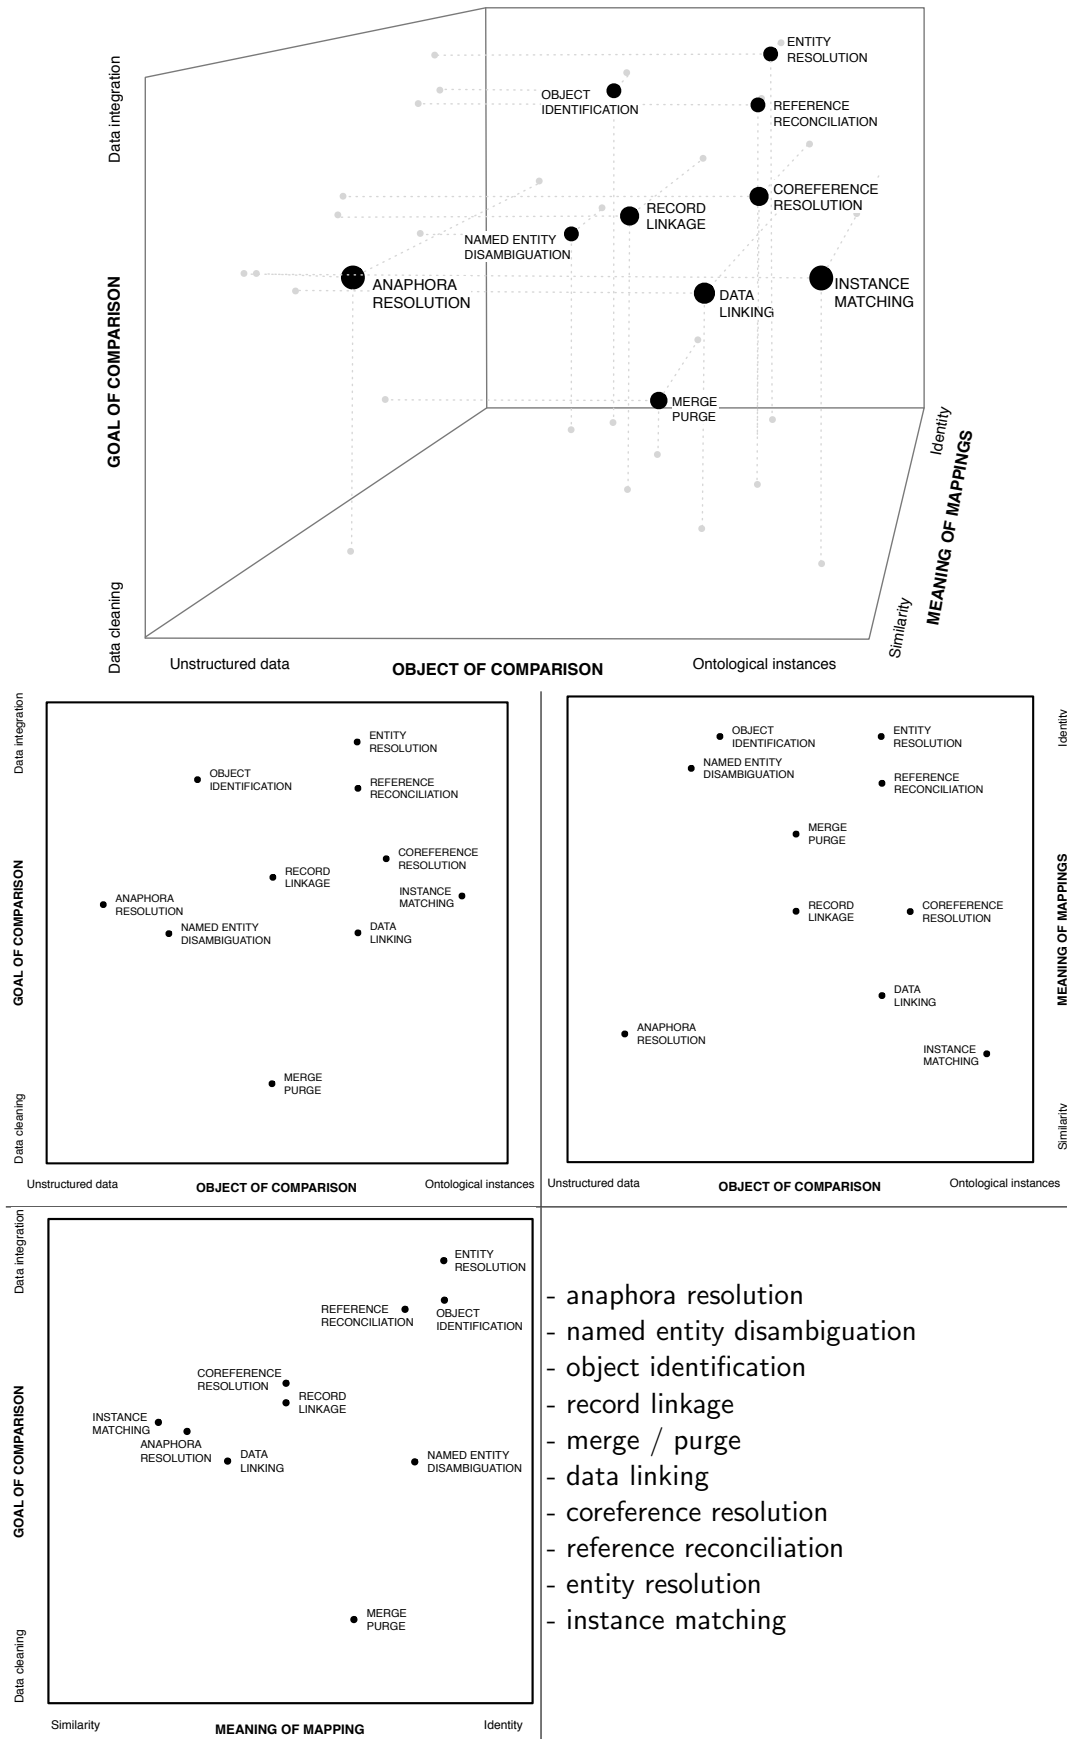 ENTITY
RESOLUTION
OBJECT
IDENTIFICATION
REFERENCE
RECONCILIATION
COREFERENCE
RESOLUTION
RECORD
LINKAGE
NAMED ENTITY
DISAMBIGUATION
ANAPHORA
RESOLUTION
DATA
LINKING
INSTANCE
MATCHING
MERGE
PURGE
Data integration
GOAL OF COMPARISON
Data cleaning
Identity
MEANING OF MAPPINGS
Similarity
Unstructured data
OBJECT OF COMPARISON
Ontological instances
Data integration
GOAL OF COMPARISON
Data cleaning
ENTITY
RESOLUTION
OBJECT
IDENTIFICATION
REFERENCE
RECONCILIATION
COREFERENCE
RESOLUTION
RECORD
LINKAGE
INSTANCE
MATCHING
ANAPHORA
RESOLUTION
NAMED ENTITY
DISAMBIGUATION
DATA
LINKING
MERGE
PURGE
Unstructured data
OBJECT OF COMPARISON
Ontological instances
OBJECT
IDENTIFICATION
ENTITY
RESOLUTION
NAMED ENTITY
DISAMBIGUATION
REFERENCE
RECONCILIATION
MERGE
PURGE
RECORD
LINKAGE
COREFERENCE
RESOLUTION
DATA
LINKING
ANAPHORA
RESOLUTION
INSTANCE
MATCHING
Identity
MEANING OF MAPPINGS
Similarity
Unstructured data
OBJECT OF COMPARISON
Ontological instances
Data integration
GOAL OF COMPARISON
Data cleaning
ENTITY
RESOLUTION
REFERENCE
RECONCILIATION
OBJECT
IDENTIFICATION
COREFERENCE
RESOLUTION
RECORD
LINKAGE
INSTANCE
MATCHING
ANAPHORA
RESOLUTION
DATA
LINKING
NAMED ENTITY
DISAMBIGUATION
MERGE
PURGE
Similarity
MEANING OF MAPPING
Identity
- anaphora resolution
- named entity disambiguation
- object identification
- record linkage
- merge / purge
- data linking
- coreference resolution
- reference reconciliation
- entity resolution
- instance matching